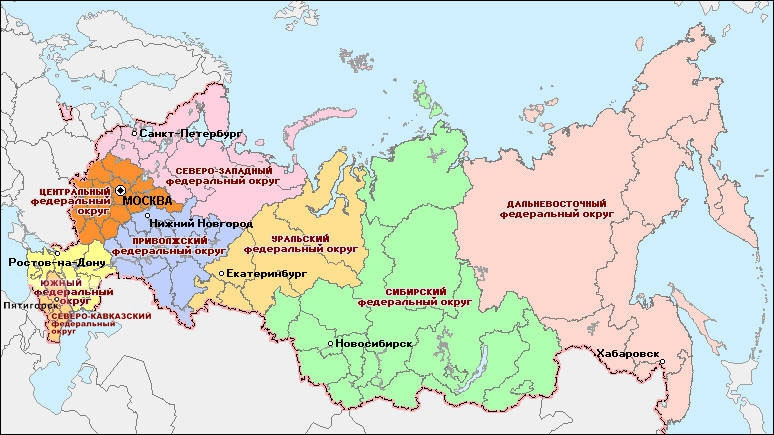 Санкт-Петербург
СЕВЕРО-ЗАПАДНЫЙ
федеральный округ
ЦЕНТРАЛЬНЫЙ
федеральный
округ
МОСКВА
Нижний Новгород
ПРИВОЛЖСКИЙ
федеральный округ
УРАЛЬСКИЙ
федеральный округ
ДАЛЬНЕВОСТОЧНЫЙ
федеральный округ
Ростов-на-Дону
Екатеринбург
ЮЖНЫЙ
федеральный
округ
СИБИРСКИЙ
федеральный округ
Пятигорск
СЕВЕРО-КАВКАЗСКИЙ
федеральный
округ
Новосибирск
Хабаровск